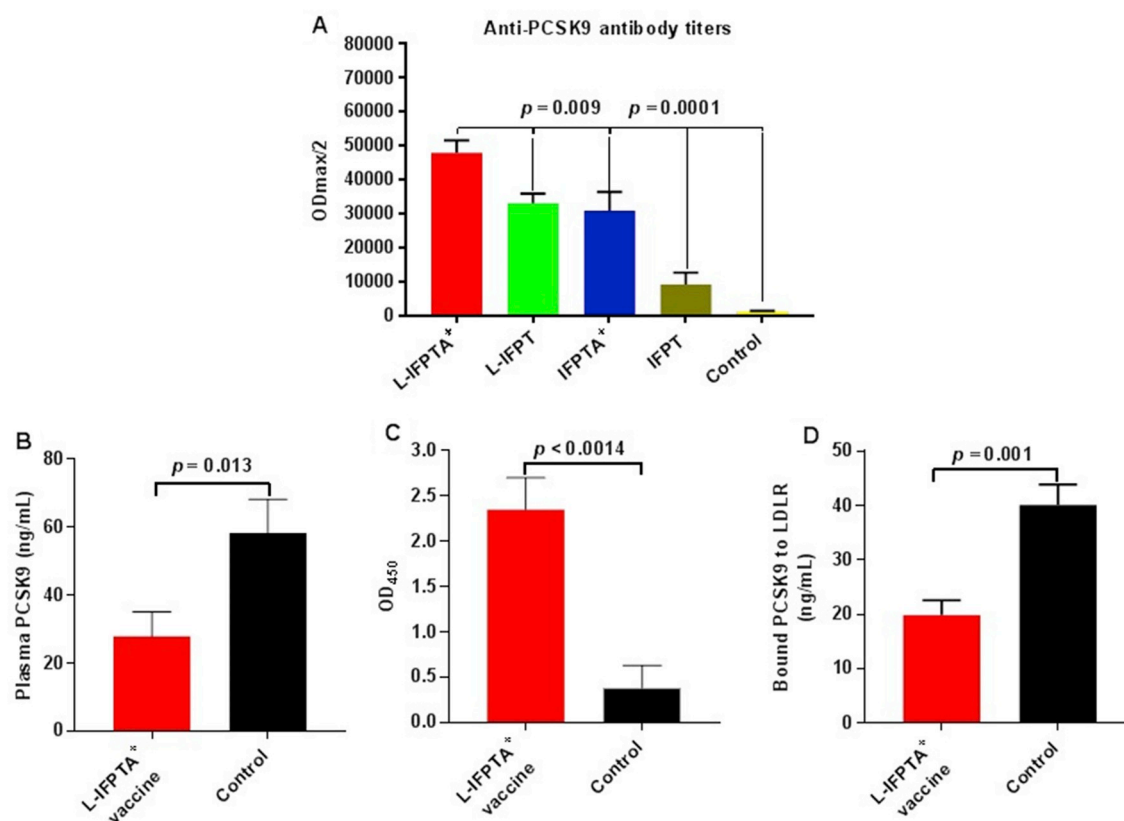 A
Anti-PCSK9 antibody titers
80000
70000
60000
50000
40000
30000
20000
10000
0
ODmax/2
p = 0.009
p = 0.0001
L-IFPTA+
L-IFPT
IFPTA+
IFPT
Control
B
80
60
40
20
0
Plasma PCSK9 (ng/mL)
p = 0.013
L-IFPTA*
vaccine
Control
C
3.0
2.5
2.0
1.5
1.0
0.5
0.0
OD450
p < 0.0014
L-IFPTA*
vaccine
Control
D
50
40
30
20
10
0
Bound PCSK9 to LDLR
(ng/mL)
p = 0.001
L-IFPTA*
vaccine
Control